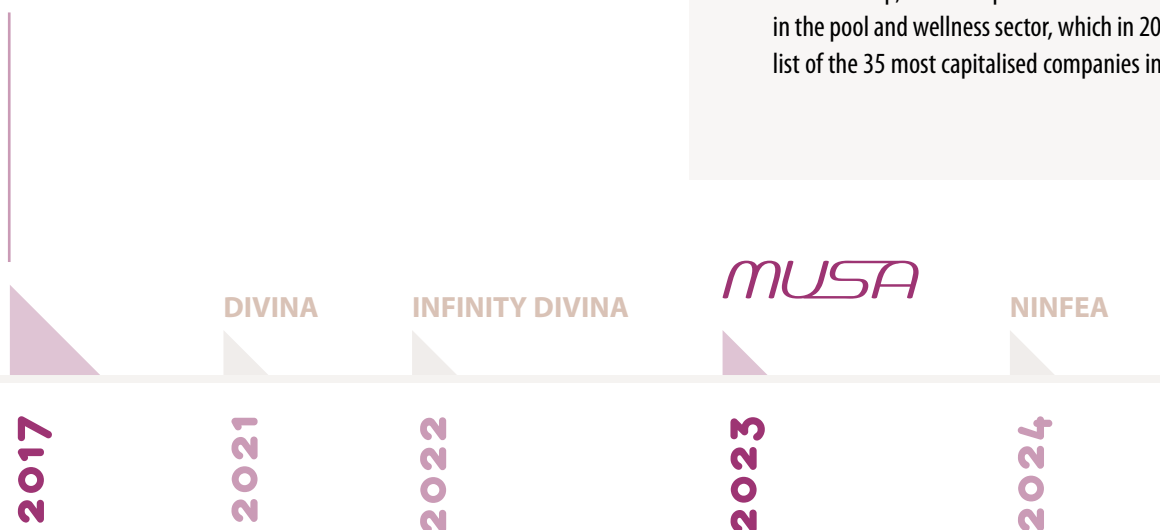 in the pool and wellness sector, which in 20
list of the 35 most capitalised companies in
MUSA
DIVINA
INFINITY DIVINA
NINFEA
2017
2021
2022
2023
2024